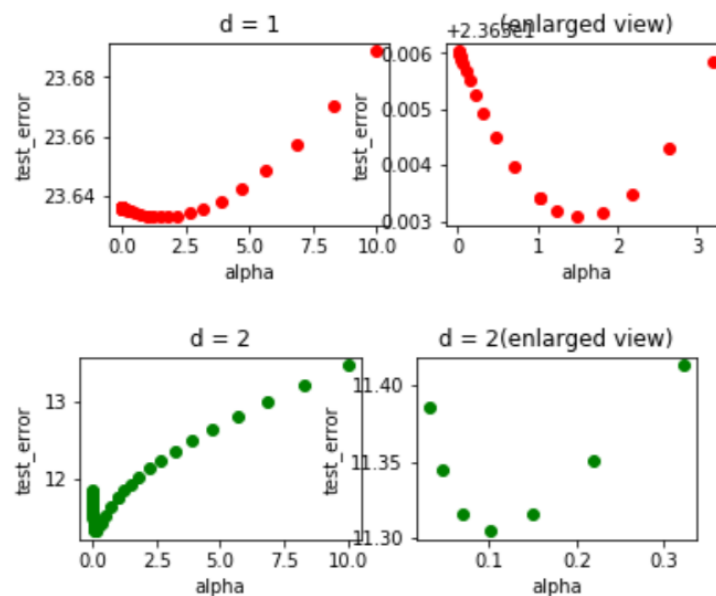 d = 1
(enlarged view)
+2.363e1
test_error
23.68
23.66
23.64
0.0
2.5
5.0
7.5
10.0
alpha
test_error
0.006
0.005
0.004
0.003
0
1
2
3
alpha
d = 2
d = 2(enlarged view)
test_error
13
12
0.0
2.5
5.0
7.5
10.0
alpha
test_error
11.40
11.35
11.30
0.1
0.2
0.3
alpha